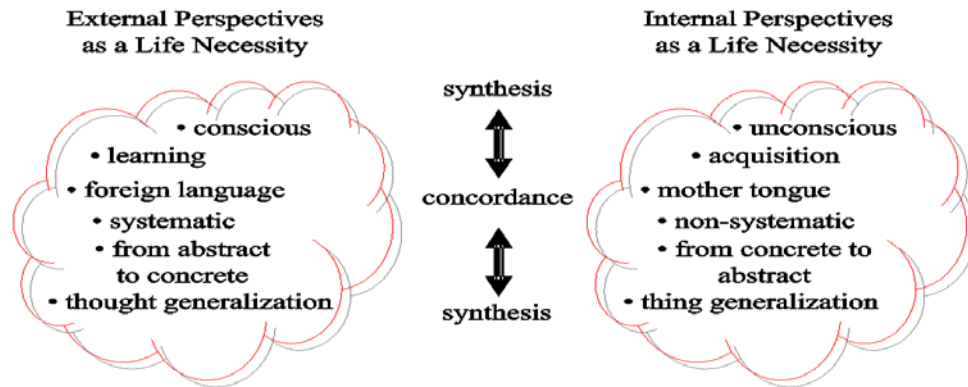 External Perspectives
as a Life Necessity
• conscious
• learning
• foreign language
• systematic
• from abstract
to concrete
• thought generalization
synthesis
concordance
synthesis
Internal Perspectives
as a Life Necessity
• unconscious
• acquisition
• mother tongue
• non-systematic
• from concrete to
abstract
• thing generalization